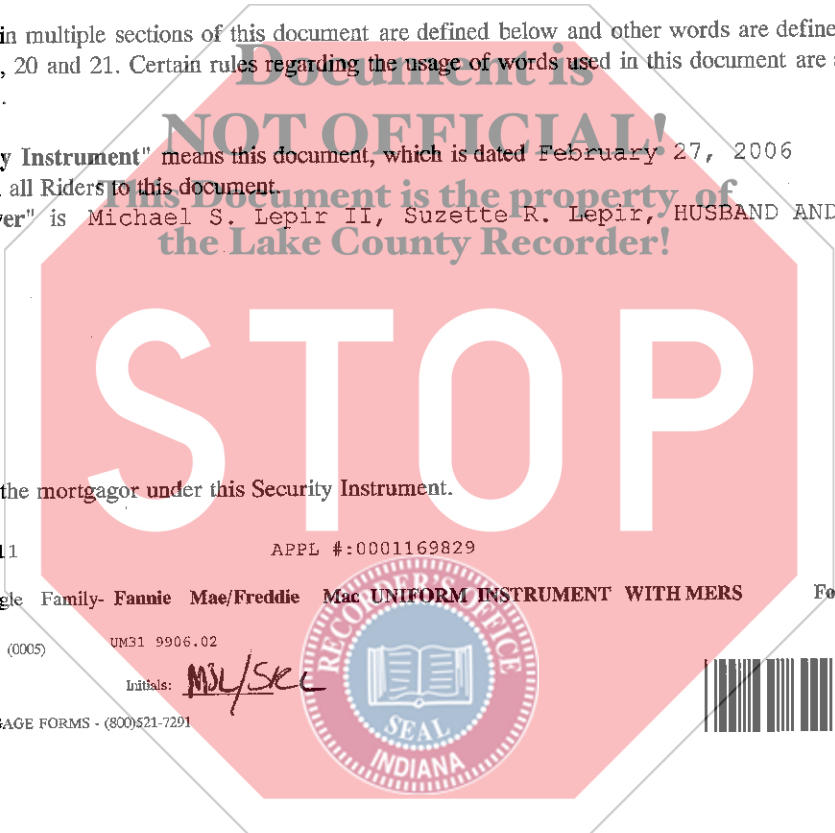 in multiple sections of this document are defined below and other words are define
, 20 and 21. Certain rules regarding the usage of words used in this document are a
.
Document is
NOT OFFICIAL!
This Document is the property of
the Lake County Recorder!
y Instrument" means this document, which is dated February 27, 2006
all Riders to this document.
er" is Michael S. Lepir II, Suzette R. Lepir, HUSBAND AND
STOP
the mortgagor under this Security Instrument.
1 APPL #:0001169829
gle Family- Fannie Mae/Freddie Mac UNIFORM INSTRUMENT WITH MERS Fo
(0005) UM31 9906.02
Initials: MSL/SRL
GAGE FORMS - (800)521-7291
RECORDER'S OFFICE
SEAL
INDIANA